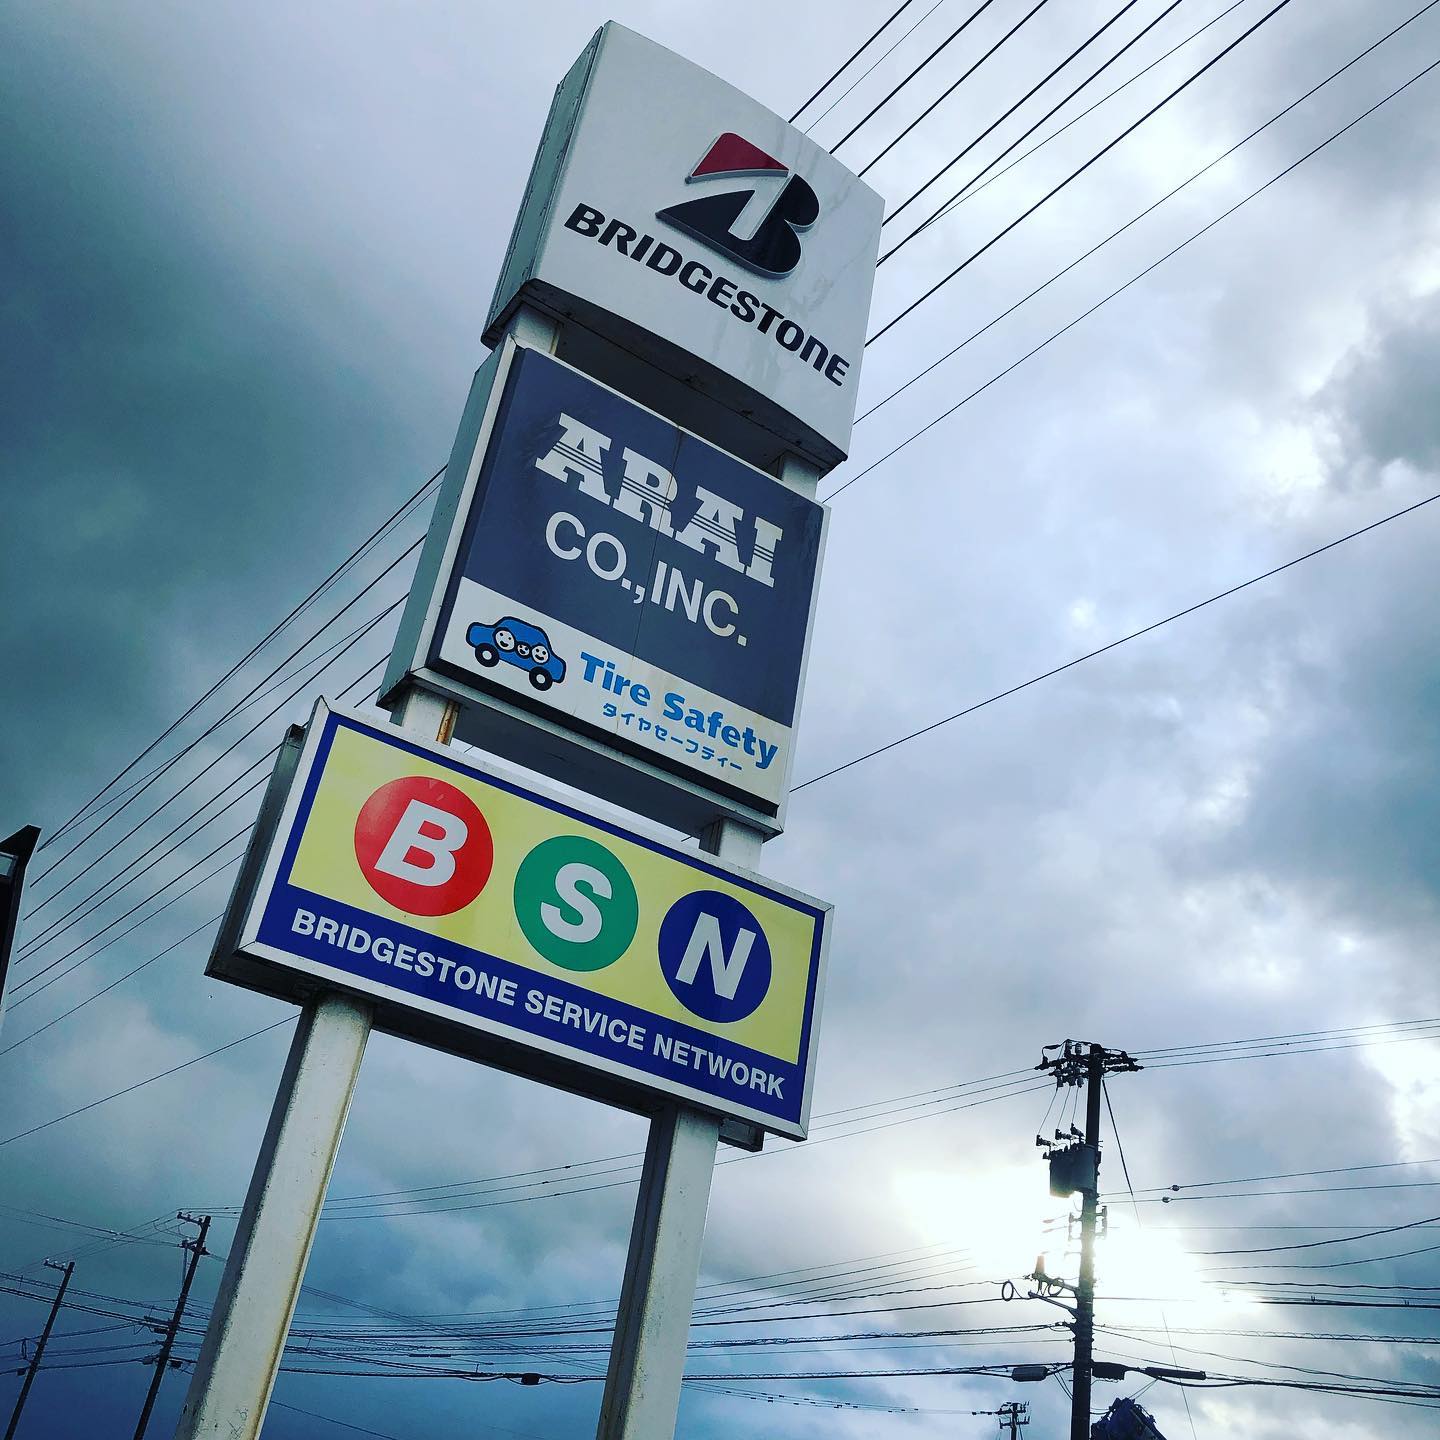 BRIDGESTONE
ARAI
CO.,INC.
Tire Safety
タイヤセーフティー
B S N
BRIDGESTONE SERVICE NETWORK